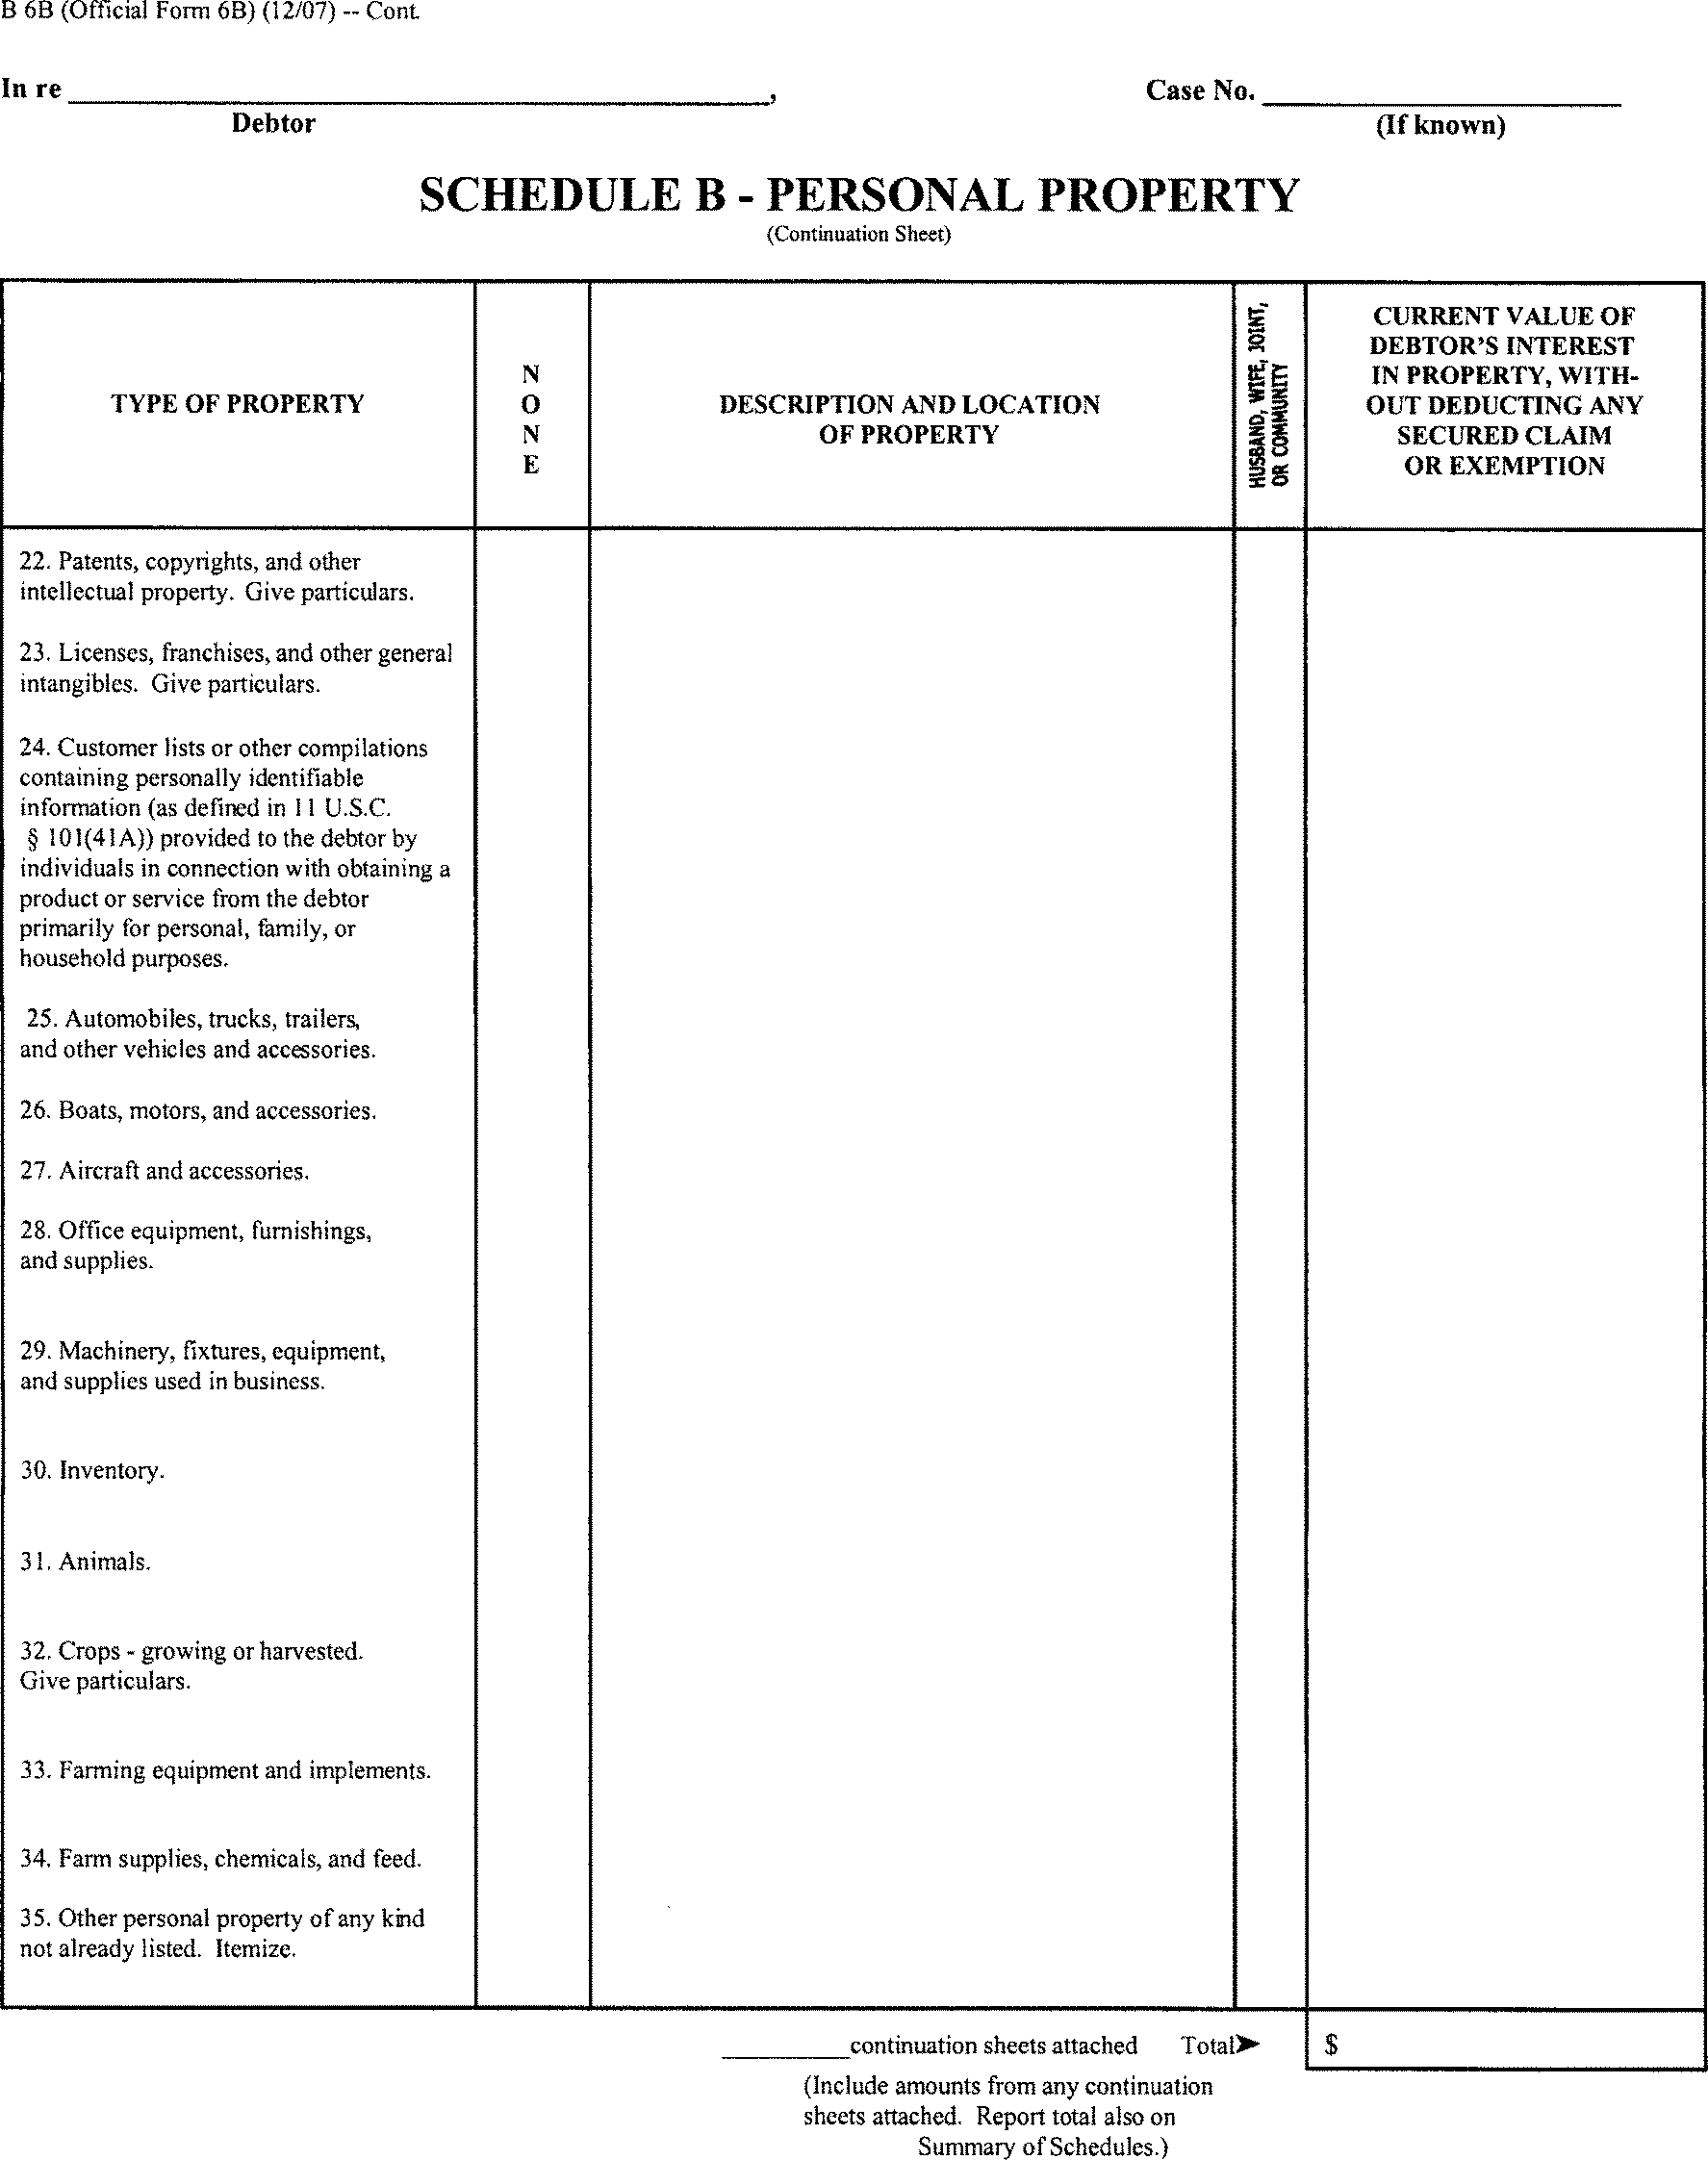 B 6B (Official Form 6B) (12/07) -- Cont.
In re ____________________,
Case No. ____________________
Debtor
(If known)
SCHEDULE B - PERSONAL PROPERTY
(Continuation Sheet)
TYPE OF PROPERTY
N
O
N
E
DESCRIPTION AND LOCATION
OF PROPERTY
HUSBAND, WIFE, JOINT,
OR COMMUNITY
CURRENT VALUE OF
DEBTOR'S INTEREST
IN PROPERTY, WITH-
OUT DEDUCTING ANY
SECURED CLAIM
OR EXEMPTION
22. Patents, copyrights, and other
intellectual property. Give particulars.
23. Licenses, franchises, and other general
intangibles. Give particulars.
24. Customer lists or other compilations
containing personally identifiable
information (as defined in 11 U.S.C.
§ 101(41A)) provided to the debtor by
individuals in connection with obtaining a
product or service from the debtor
primarily for personal, family, or
household purposes.
25. Automobiles, trucks, trailers,
and other vehicles and accessories.
26. Boats, motors, and accessories.
27. Aircraft and accessories.
28. Office equipment, furnishings,
and supplies.
29. Machinery, fixtures, equipment,
and supplies used in business.
30. Inventory.
31. Animals.
32. Crops - growing or harvested.
Give particulars.
33. Farming equipment and implements.
34. Farm supplies, chemicals, and feed.
35. Other personal property of any kind
not already listed. Itemize.
__________continuation sheets attached Total➤ $
(Include amounts from any continuation
sheets attached. Report total also on
Summary of Schedules.)